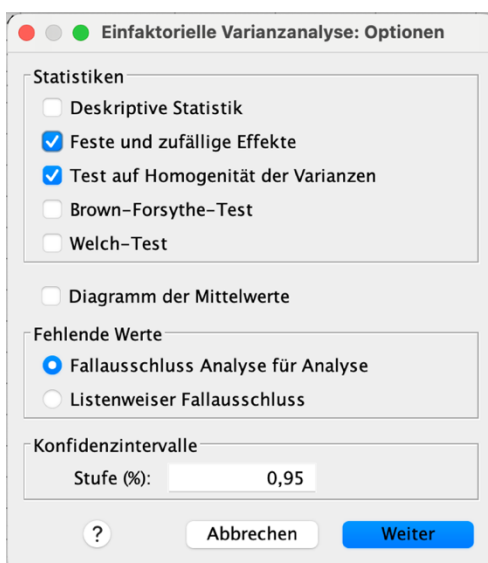 Einfaktorielle Varianzanalyse: Optionen
Statistiken
Deskriptive Statistik
Feste und zufällige Effekte
Test auf Homogenität der Varianzen
Brown-Forsythe-Test
Welch-Test
Diagramm der Mittelwerte
Fehlende Werte
Fallausschluss Analyse für Analyse
Listenweiser Fallausschluss
Konfidenzintervalle
Stufe (%): 0,95
? Abbrechen Weiter